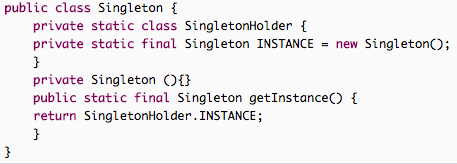 public class Singleton {
    private static class SingletonHolder {
    private static final Singleton INSTANCE = new Singleton();
    }
    private Singleton (){}
    public static final Singleton getInstance() {
    return SingletonHolder.INSTANCE;
    }
}